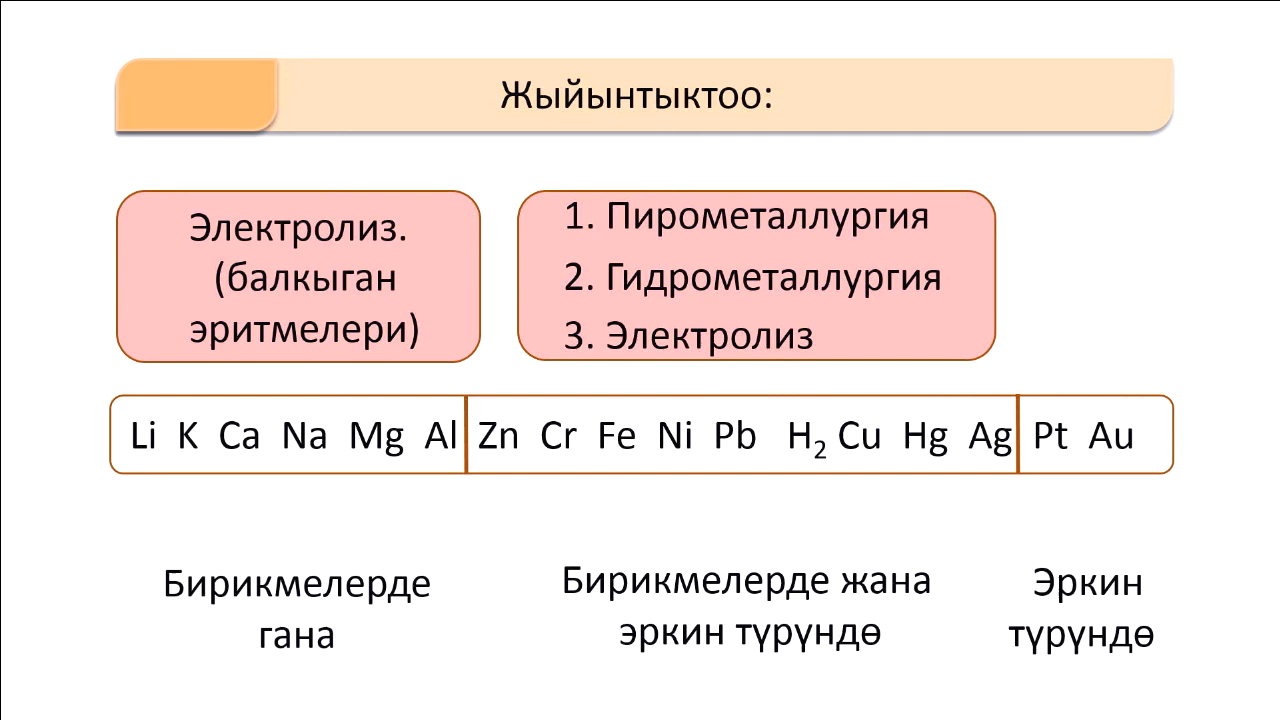 Жыйынтыктоо:
Электролиз.
(балкыган
эритмелери)
1. Пирометаллургия
2. Гидрометаллургия
3. Электролиз
Li K Ca Na Mg Al Zn Cr Fe Ni Pb H₂ Cu Hg Ag Pt Au
Бирикмелерде
гана
Бирикмелерде жана
эркин түрүндө
Эркин
түрүндө